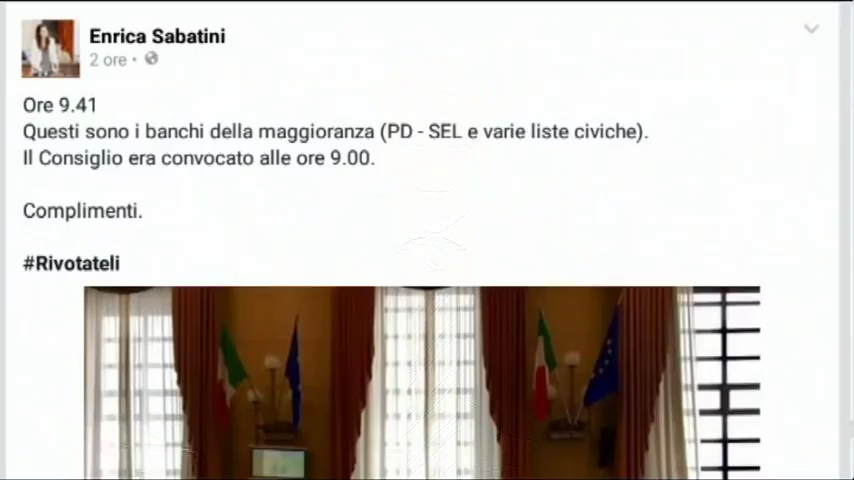 Enrica Sabatini
2 ore •
Ore 9.41
Questi sono i banchi della maggioranza (PD - SEL e varie liste civiche).
Il Consiglio era convocato alle ore 9.00.
Complimenti.
#Rivotateli